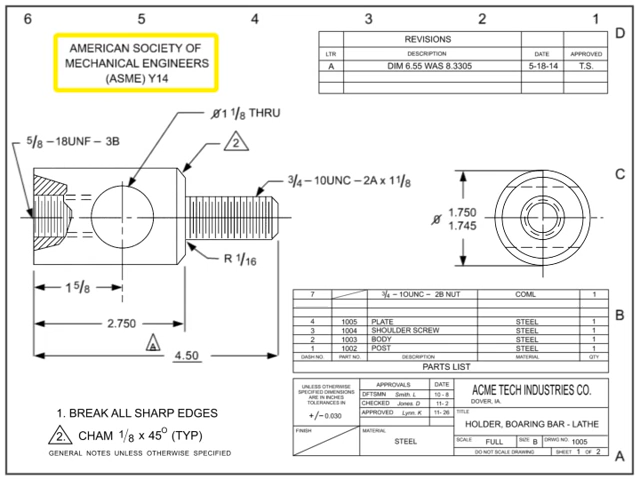 6 5 4 3 2 1
D
AMERICAN SOCIETY OF
MECHANICAL ENGINEERS
(ASME) Y14
REVISIONS
LTR DESCRIPTION DATE APPROVED
A DIM 6.55 WAS 8.3305 5-18-14 T.S.
Ø1 1/8 THRU
5/8 – 18UNF – 3B
2
3/4 – 10UNC – 2A x 1 1/8
C
Ø 1.750
1.745
R 1/16
1 5/8
2.750
A
4.50
7 3/4 – 10UNC – 2B NUT COML 1
B
4 1005 PLATE STEEL 1
3 1004 SHOULDER SCREW STEEL 1
2 1003 BODY STEEL 1
1 1002 POST STEEL 1
DASH NO. PART NO. DESCRIPTION MATERIAL QTY
PARTS LIST
UNLESS OTHERWISE
SPECIFIED DIMENSIONS
ARE IN INCHES
TOLERANCES IN
+/– 0.030
APPROVALS DATE
DFTSMN Smith. L 10 - 8
CHECKED Jones. D 11- 2
APPROVED Lynn. K 11- 26
ACME TECH INDUSTRIES CO.
DOVER, IA.
TITLE
HOLDER, BOARING BAR - LATHE
FINISH
MATERIAL
STEEL
SCALE FULL SIZE B DRWG NO. 1005
DO NOT SCALE DRAWING SHEET 1 OF 2
1. BREAK ALL SHARP EDGES
2. CHAM 1/8 x 45° (TYP)
GENERAL NOTES UNLESS OTHERWISE SPECIFIED
A